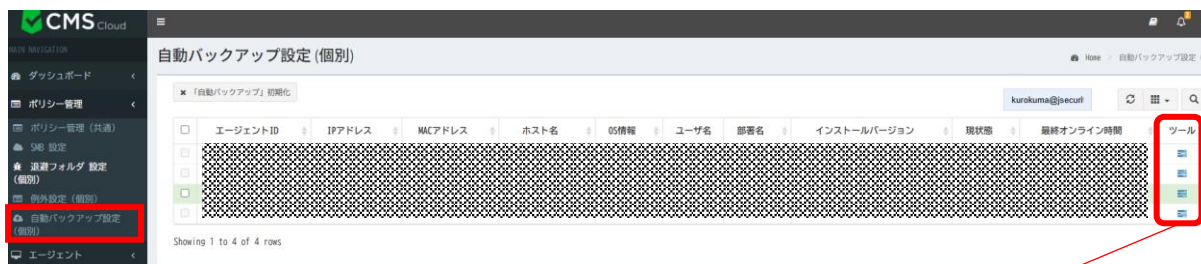 CMS Cloud
MAIN NAVIGATION
ダッシュボード
ポリシー管理
ポリシー管理 (共通)
SMB 設定
退避フォルダ 設定
(個別)
例外設定 (個別)
自動バックアップ設定
(個別)
エージェント
自動バックアップ設定 (個別)
Home > 自動バックアップ設定
× 「自動バックアップ」初期化
kurokuma@jsecuri
エージェントID IPアドレス MACアドレス ホスト名 OS情報 ユーザ名 部署名 インストールバージョン 現状態 最終オンライン時間 ツール
Showing 1 to 4 of 4 rows